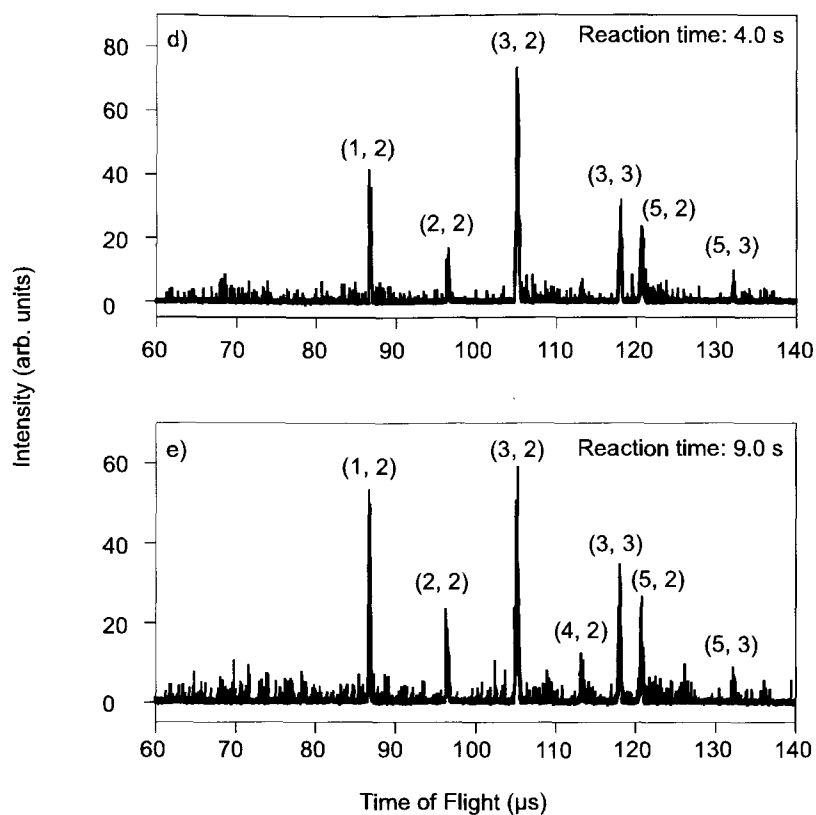 d)
Reaction time: 4.0 s
(3, 2)
(1, 2)
(3, 3)
(5, 2)
(2, 2)
(5, 3)
80
60
40
20
0
60 70 80 90 100 110 120 130 140
Intensity (arb. units)
e)
Reaction time: 9.0 s
(3, 2)
(1, 2)
(3, 3)
(5, 2)
(2, 2)
(4, 2)
(5, 3)
60
40
20
0
60 70 80 90 100 110 120 130 140
Time of Flight (µs)